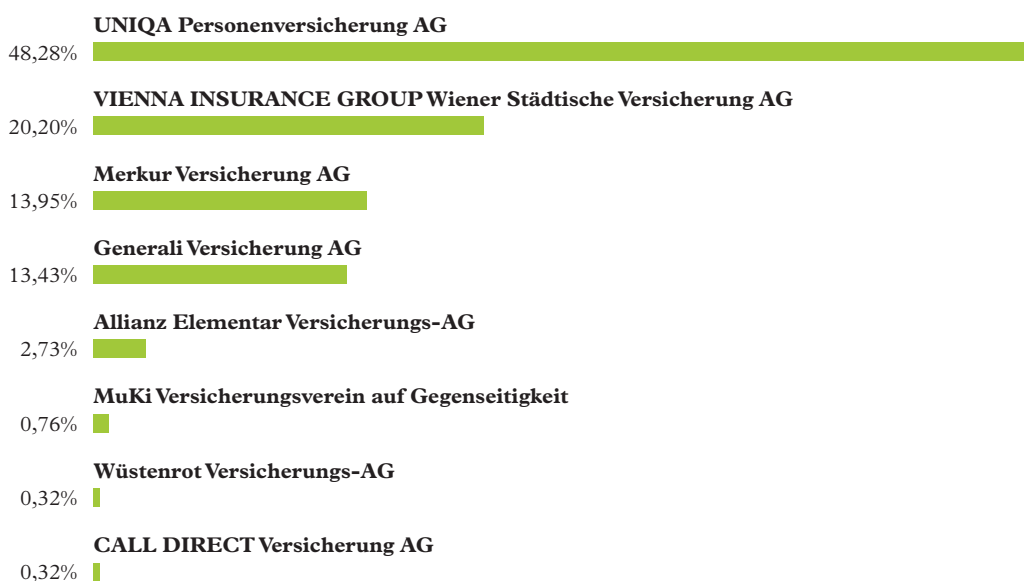 UNIQA Personenversicherung AG
48,28%
VIENNA INSURANCE GROUP Wiener Städtische Versicherung AG
20,20%
Merkur Versicherung AG
13,95%
Generali Versicherung AG
13,43%
Allianz Elementar Versicherungs-AG
2,73%
MuKi Versicherungsverein auf Gegenseitigkeit
0,76%
Wüstenrot Versicherungs-AG
0,32%
CALL DIRECT Versicherung AG
0,32%